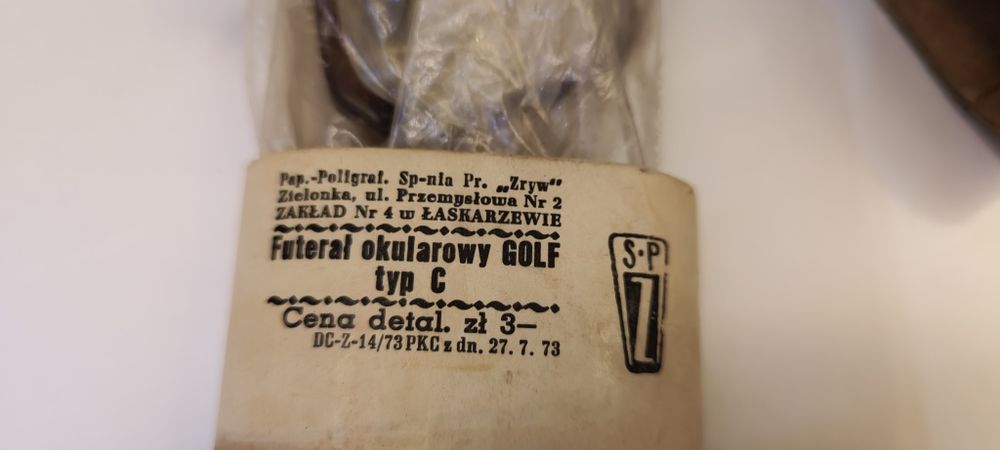 Pap.-Poligraf. Sp-nia Pr. „Zryw"
Zielonka, ul. Przemysłowa Nr 2
ZAKŁAD Nr 4 w ŁASKARZEWIE
Futerał okularowy GOLF
typ C
Cena detal. zł 3—
DC-Z-14/73 PKC z dn. 27. 7. 73
S·P
Z